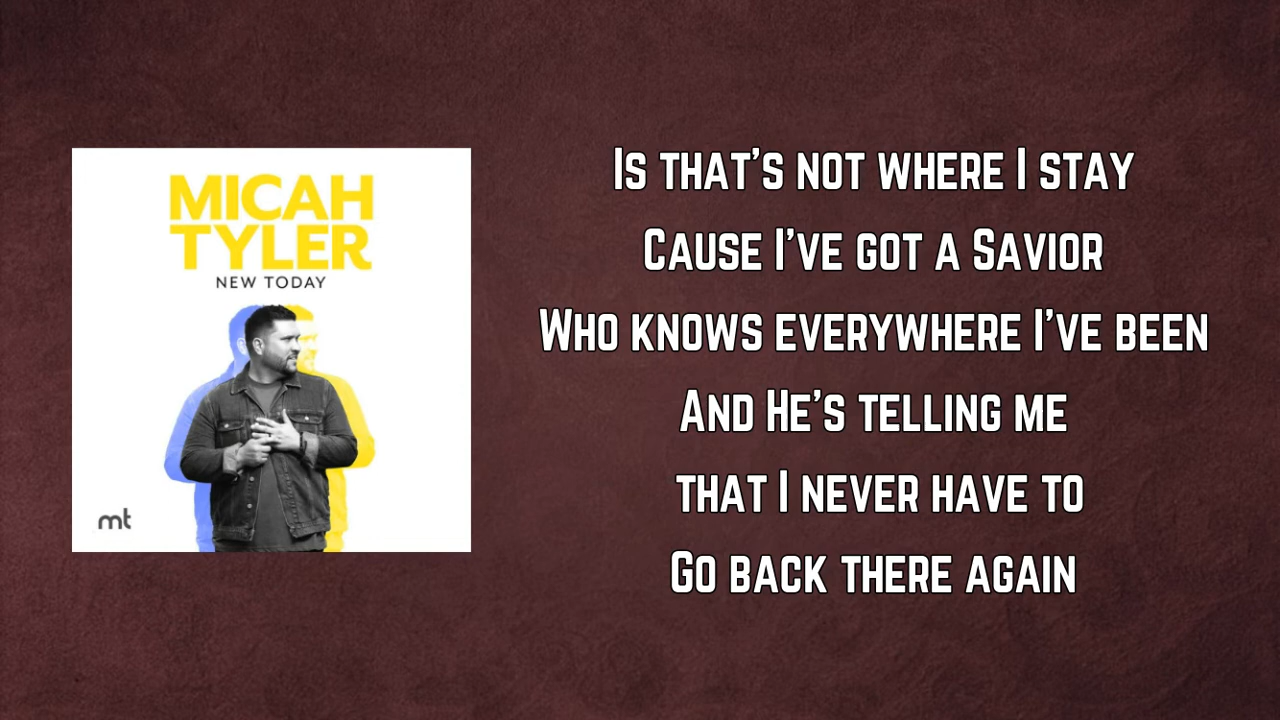 MICAH
TYLER
NEW TODAY
mt
Is that's not where I stay
Cause I've got a Savior
Who knows everywhere I've been
And He's telling me
that I never have to
Go back there again